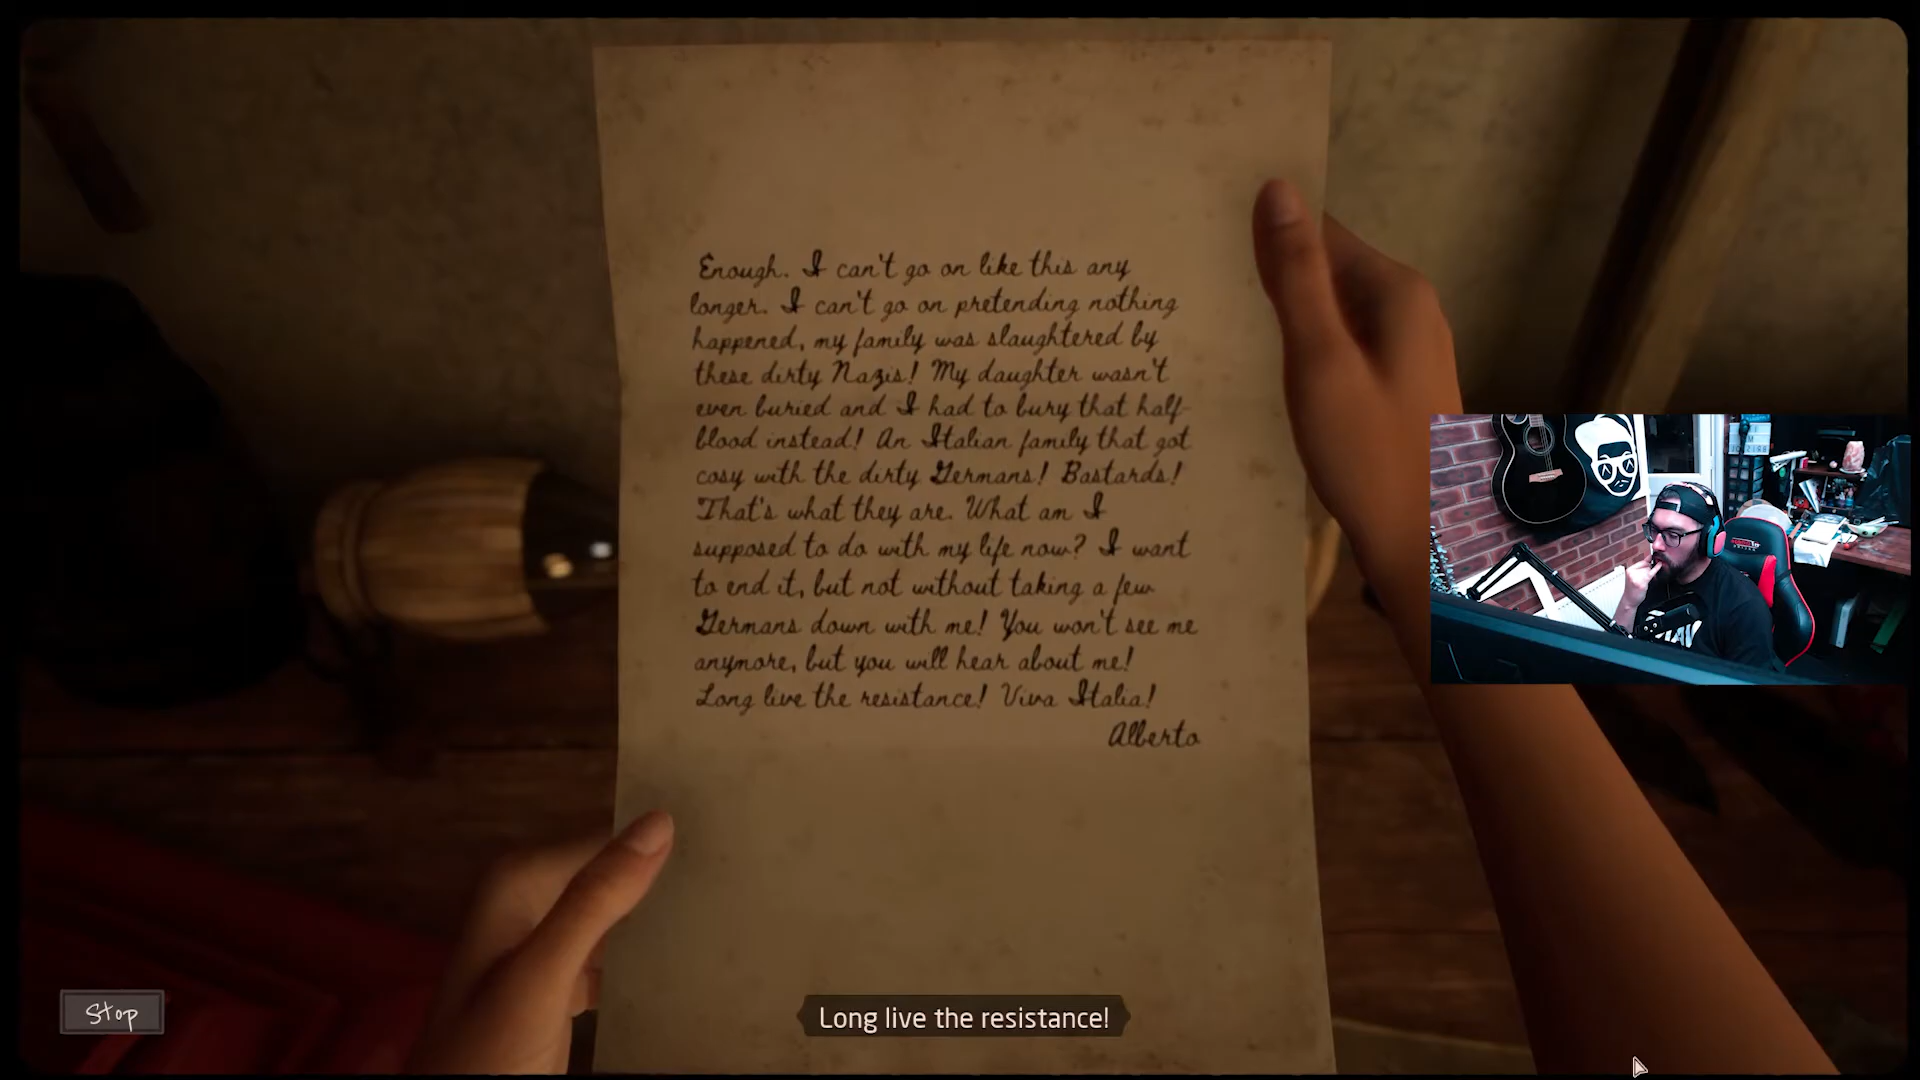 Enough. I can't go on like this any
longer. I can't go on pretending nothing
happened, my family was slaughtered by
these dirty Nazis! My daughter wasn't
even buried and I had to bury that half-
blood instead! An Italian family that got
cosy with the dirty Germans! Bastards!
That's what they are. What am I
supposed to do with my life now? I want
to end it, but not without taking a few
Germans down with me! You won't see me
anymore, but you will hear about me!
Long live the resistance! Viva Italia!
Alberto
Stop
Long live the resistance!